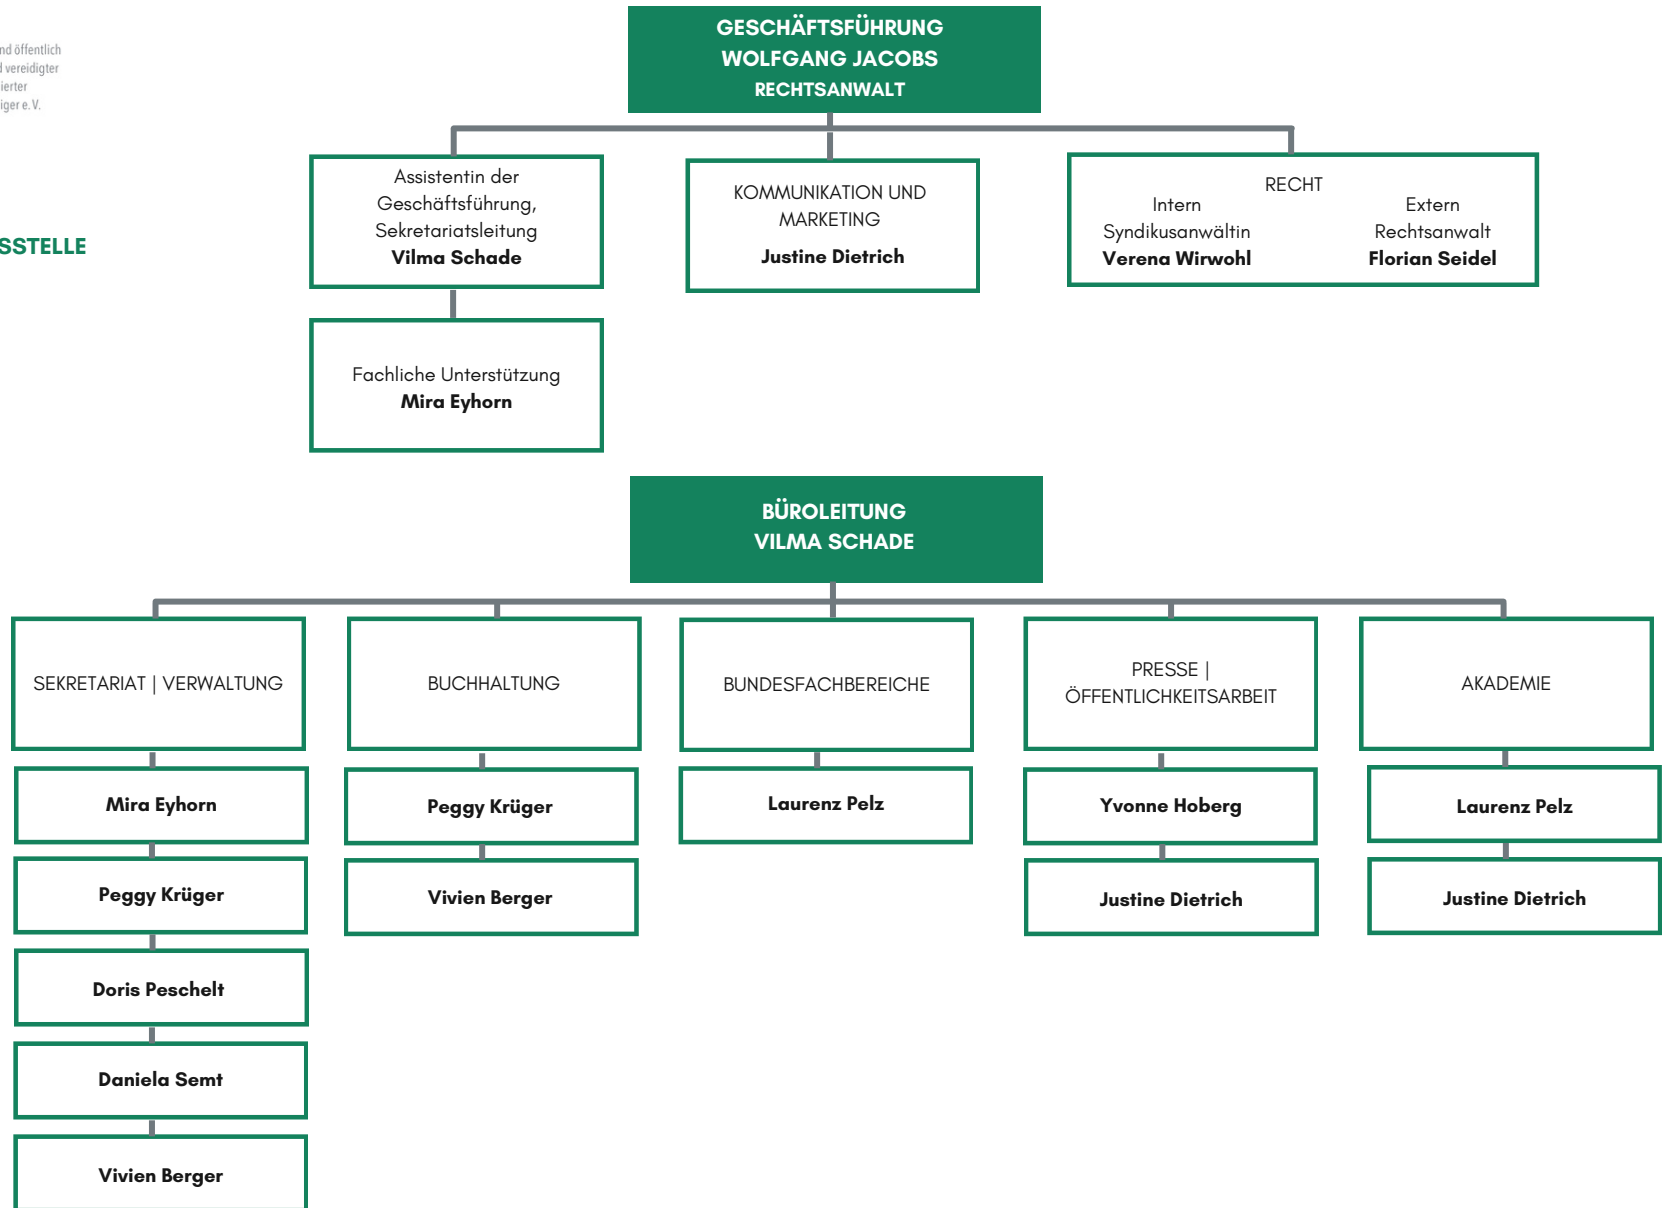 nd öffentlich
vereidigter
ierter
iger e. V.
SSTELLE
GESCHÄFTSFÜHRUNG
WOLFGANG JACOBS
RECHTSANWALT
Assistentin der
Geschäftsführung,
Sekretariatsleitung
Vilma Schade
KOMMUNIKATION UND
MARKETING
Justine Dietrich
RECHT
Intern
Syndikusanwältin
Verena Wirwohl
Extern
Rechtsanwalt
Florian Seidel
Fachliche Unterstützung
Mira Eyhorn
BÜROLEITUNG
VILMA SCHADE
SEKRETARIAT | VERWALTUNG
Mira Eyhorn
Peggy Krüger
Doris Peschelt
Daniela Semt
Vivien Berger
BUCHHALTUNG
Peggy Krüger
Vivien Berger
BUNDESFACHBEREICHE
Laurenz Pelz
PRESSE |
ÖFFENTLICHKEITSARBEIT
Yvonne Hoberg
Justine Dietrich
AKADEMIE
Laurenz Pelz
Justine Dietrich